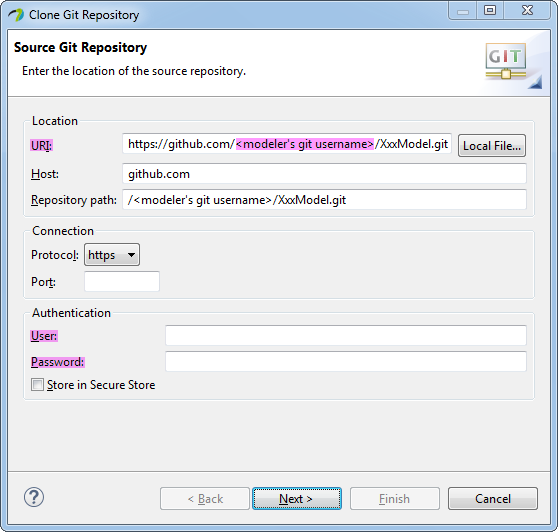 Clone Git Repository
Source Git Repository
Enter the location of the source repository.
GIT
Location
URI: https://github.com/<modeler's git username>/XxxModel.git Local File...
Host: github.com
Repository path: /<modeler's git username>/XxxModel.git
Connection
Protocol: https
Port:
Authentication
User:
Password:
Store in Secure Store
? < Back Next > Finish Cancel